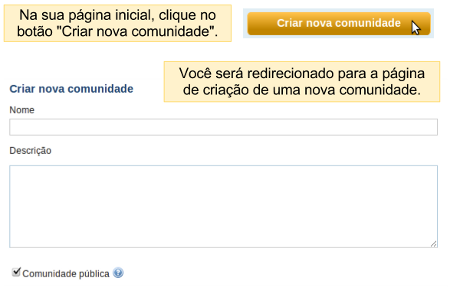 Na sua página inicial, clique no
botão "Criar nova comunidade".
Criar nova comunidade
Você será redirecionado para a página
de criação de uma nova comunidade.
Criar nova comunidade
Nome
Descrição
Comunidade pública ?